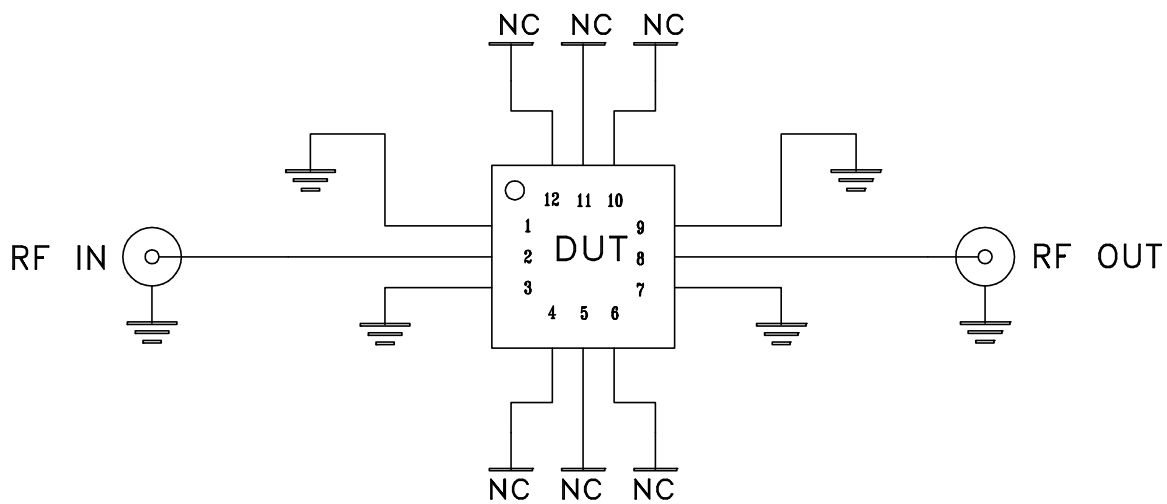 NC NC NC
12 11 10
1 9
RF IN 2 DUT 8 RF OUT
3 7
4 5 6
NC NC NC